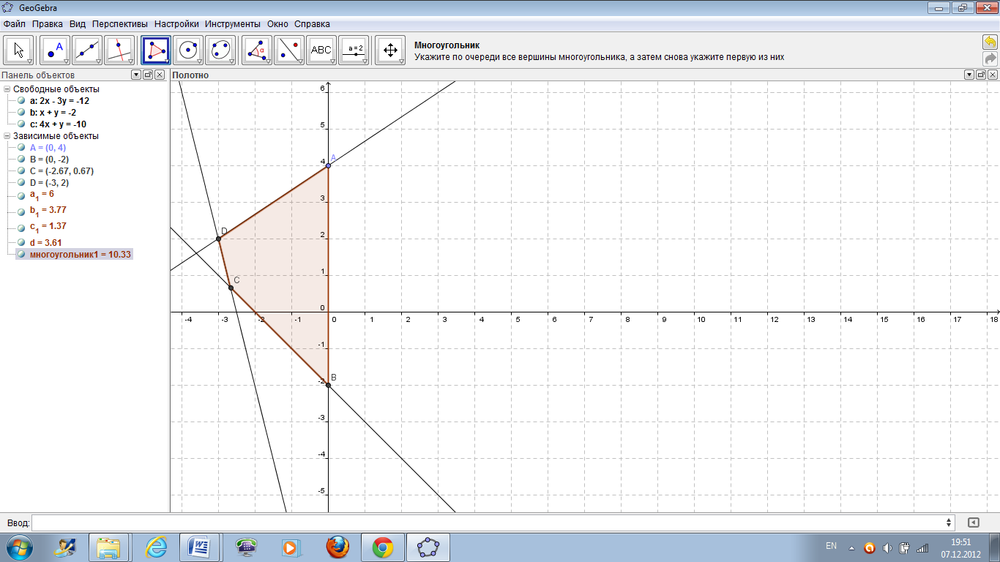 GeoGebra
Файл Правка Вид Перспективы Настройки Инструменты Окно Справка
A
α
ABC
a = 2
Многоугольник
Укажите по очереди все вершины многоугольника, а затем снова укажите первую из них
Панель объектов
Полотно
Свободные объекты
a: 2x - 3y = -12
b: x + y = -2
c: 4x + y = -10
Зависимые объекты
A = (0, 4)
B = (0, -2)
C = (-2.67, 0.67)
D = (-3, 2)
a1 = 6
b1 = 3.77
c1 = 1.37
d = 3.61
многоугольник1 = 10.33
6
5
4
A
3
D
2
1
C
0
-4 -3 -2 -1 0 1 2 3 4 5 6 7 8 9 10 11 12 13 14 15 16 17 18
-1
-2
B
-3
-4
-5
Ввод:
EN
19:51
07.12.2012